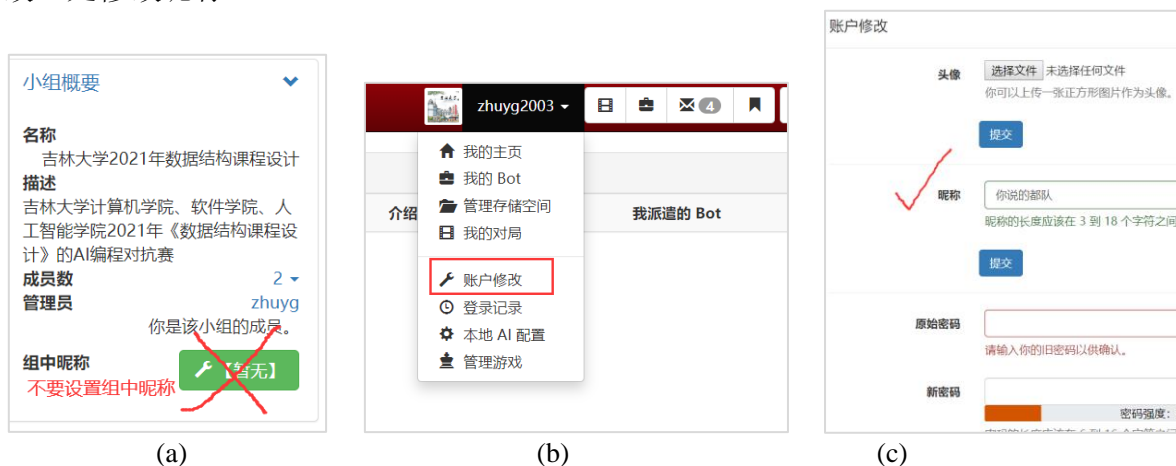 小组概要
名称
吉林大学2021年数据结构课程设计
描述
吉林大学计算机学院、软件学院、人
工智能学院2021年《数据结构课程设
计》的AI编程对抗赛
成员数 2
管理员 zhuyg
你是该小组的成员。
组中昵称 【暂无】
不要设置组中昵称
(a)
zhuyg2003 4
我的主页
我的 Bot
管理存储空间
我的对局
介绍 我派遣的 Bot
账户修改
登录记录
本地 AI 配置
管理游戏
(b)
账户修改
头像 选择文件 未选择任何文件
你可以上传一张正方形图片作为头像。
提交
昵称 你说的都队
昵称的长度应该在 3 到 18 个字符之间
提交
原始密码
请输入你的旧密码以供确认。
新密码
密码强度：
(c)